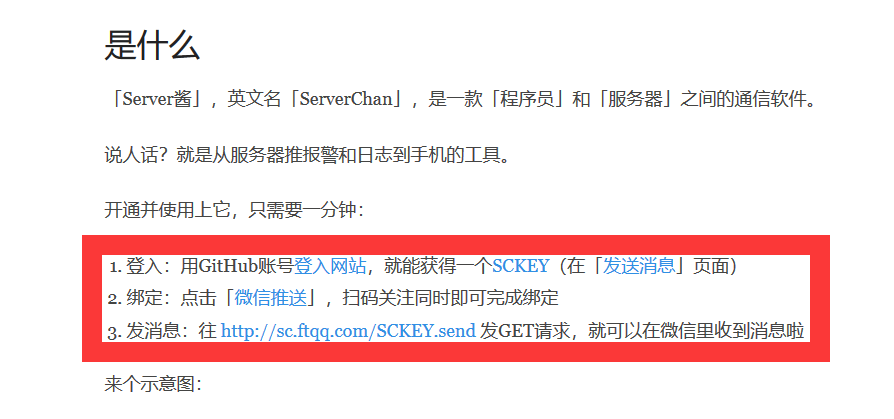 是什么
「Server酱」，英文名「ServerChan」，是一款「程序员」和「服务器」之间的通信软件。
说人话？就是从服务器推报警和日志到手机的工具。
开通并使用上它，只需要一分钟：
1. 登入：用GitHub账号登入网站，就能获得一个SCKEY（在「发送消息」页面）
2. 绑定：点击「微信推送」，扫码关注同时即可完成绑定
3. 发消息：往 http://sc.ftqq.com/SCKEY.send 发GET请求，就可以在微信里收到消息啦
来个示意图：